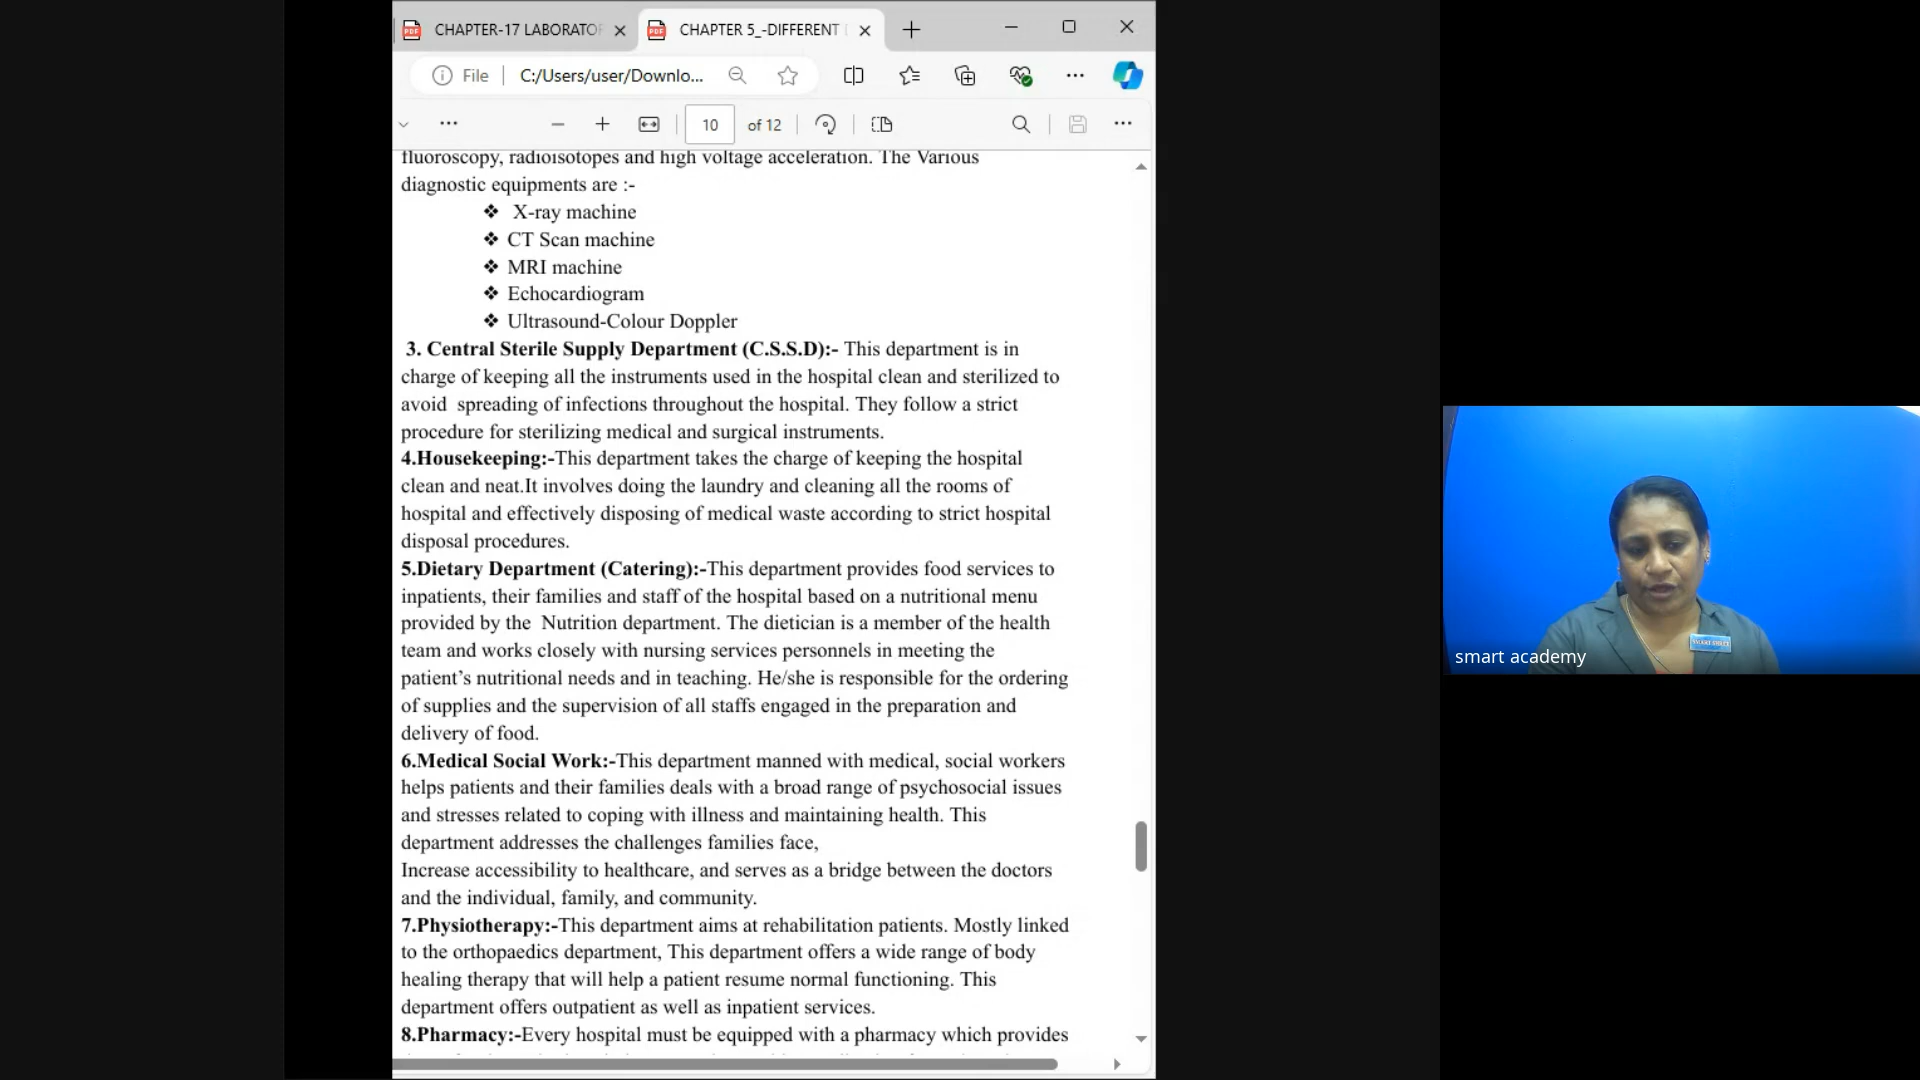 CHAPTER-17 LABORATOR
CHAPTER 5_-DIFFERENT
File
C:/Users/user/Downlo...
10 of 12
fluoroscopy, radioisotopes and high voltage acceleration. The Various
diagnostic equipments are :-
❖ X-ray machine
❖ CT Scan machine
❖ MRI machine
❖ Echocardiogram
❖ Ultrasound-Colour Doppler
3. Central Sterile Supply Department (C.S.S.D):- This department is in
charge of keeping all the instruments used in the hospital clean and sterilized to
avoid spreading of infections throughout the hospital. They follow a strict
procedure for sterilizing medical and surgical instruments.
4.Housekeeping:-This department takes the charge of keeping the hospital
clean and neat.It involves doing the laundry and cleaning all the rooms of
hospital and effectively disposing of medical waste according to strict hospital
disposal procedures.
5.Dietary Department (Catering):-This department provides food services to
inpatients, their families and staff of the hospital based on a nutritional menu
provided by the Nutrition department. The dietician is a member of the health
team and works closely with nursing services personnels in meeting the
patient’s nutritional needs and in teaching. He/she is responsible for the ordering
of supplies and the supervision of all staffs engaged in the preparation and
delivery of food.
6.Medical Social Work:-This department manned with medical, social workers
helps patients and their families deals with a broad range of psychosocial issues
and stresses related to coping with illness and maintaining health. This
department addresses the challenges families face,
Increase accessibility to healthcare, and serves as a bridge between the doctors
and the individual, family, and community.
7.Physiotherapy:-This department aims at rehabilitation patients. Mostly linked
to the orthopaedics department, This department offers a wide range of body
healing therapy that will help a patient resume normal functioning. This
department offers outpatient as well as inpatient services.
8.Pharmacy:-Every hospital must be equipped with a pharmacy which provides
smart academy